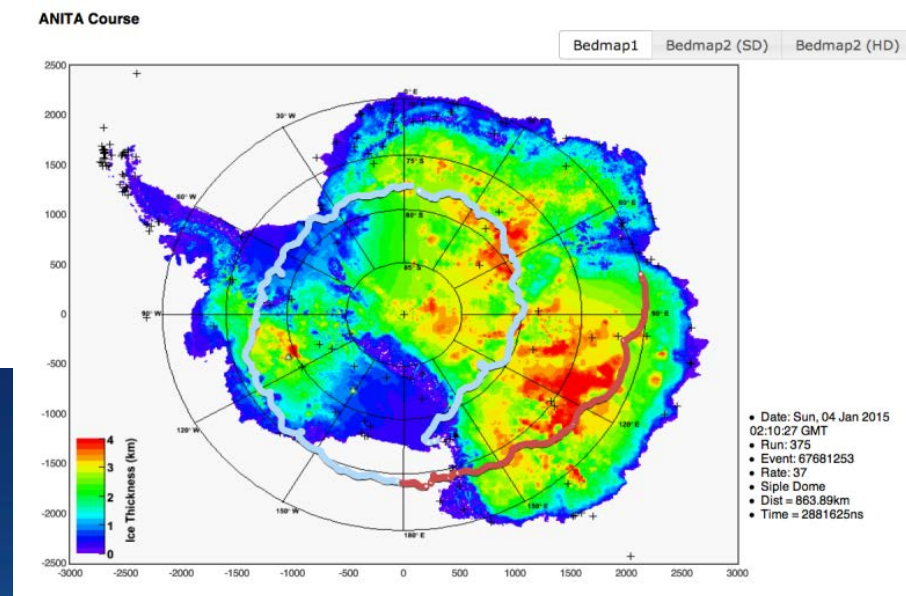 ANITA Course
Bedmap1 Bedmap2 (SD) Bedmap2 (HD)
2500
2000
1500
1000
500
0
-500
-1000
-1500
-2000
-2500
-3000 -2500 -2000 -1500 -1000 -500 0 500 1000 1500 2000 2500 3000
0° E
30° W
75° S
60° W
60° E
80° S
85° S
90° W
90° E
120° W
120° E
150° W
150° E
180° E
4
3
2
1
0
Ice Thickness (km)
• Date: Sun, 04 Jan 2015
02:10:27 GMT
• Run: 375
• Event: 67681253
• Rate: 37
• Siple Dome
• Dist = 863.89km
• Time = 2881625ns